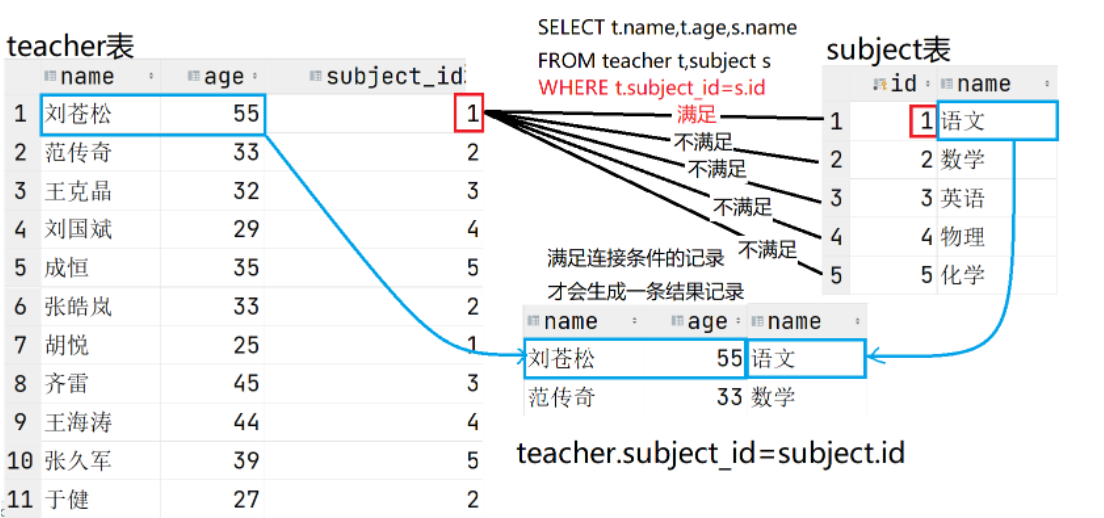 SELECT t.name,t.age,s.name
FROM teacher t,subject s
WHERE t.subject_id=s.id
teacher表
name age subject_id
1 刘苍松 55 1
2 范传奇 33 2
3 王克晶 32 3
4 刘国斌 29 4
5 成恒 35 5
6 张皓岚 33 2
7 胡悦 25 1
8 齐雷 45 3
9 王海涛 44 4
10 张久军 39 5
11 于健 27 2
满足
不满足
不满足
不满足
不满足
subject表
id name
1 1 语文
2 2 数学
3 3 英语
4 4 物理
5 5 化学
满足连接条件的记录
才会生成一条结果记录
name age name
刘苍松 55 语文
范传奇 33 数学
teacher.subject_id=subject.id